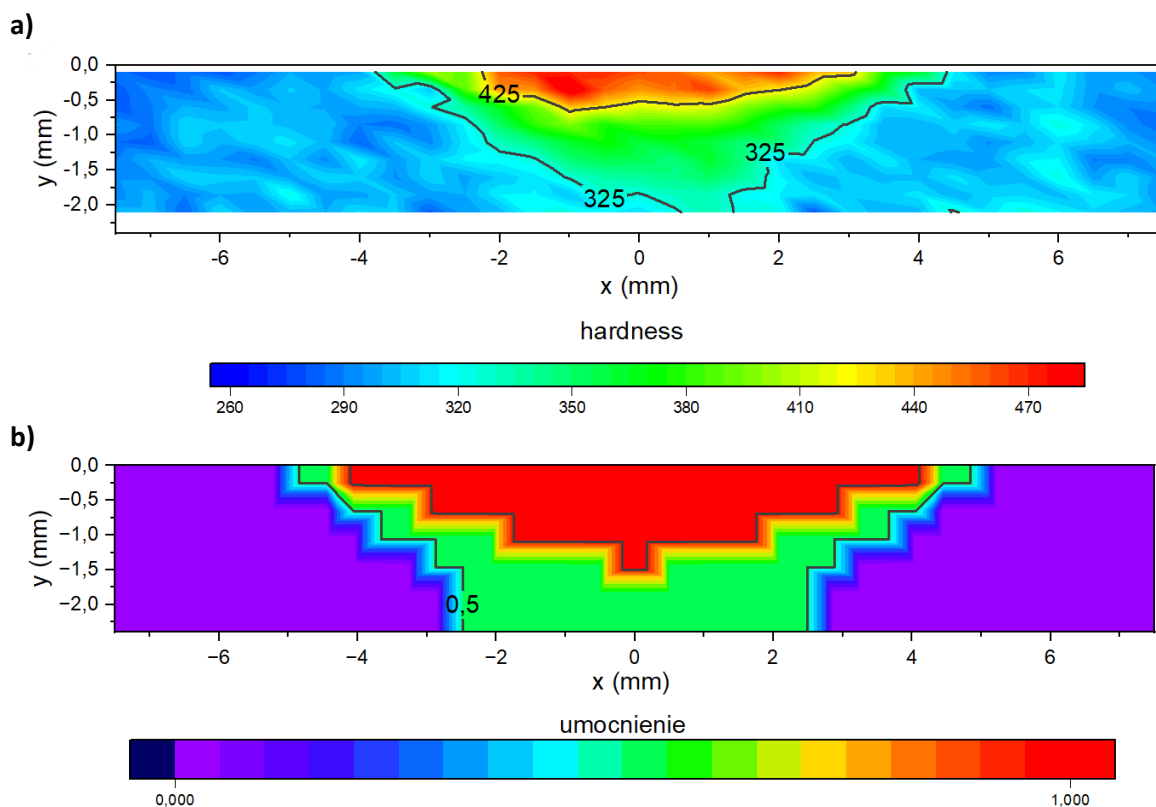 a)
0,0
-0,5
-1,0
-1,5
-2,0
y (mm)
425
325
325
-6 -4 -2 0 2 4 6
x (mm)
hardness
260 290 320 350 380 410 440 470
b)
0,0
−0,5
−1,0
−1,5
−2,0
y (mm)
0,5
−6 −4 −2 0 2 4 6
x (mm)
umocnienie
0,000 1,000